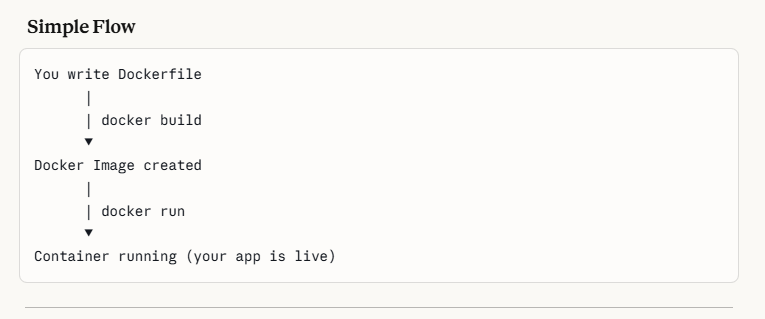 Simple Flow
You write Dockerfile
|
| docker build
▼
Docker Image created
|
| docker run
▼
Container running (your app is live)